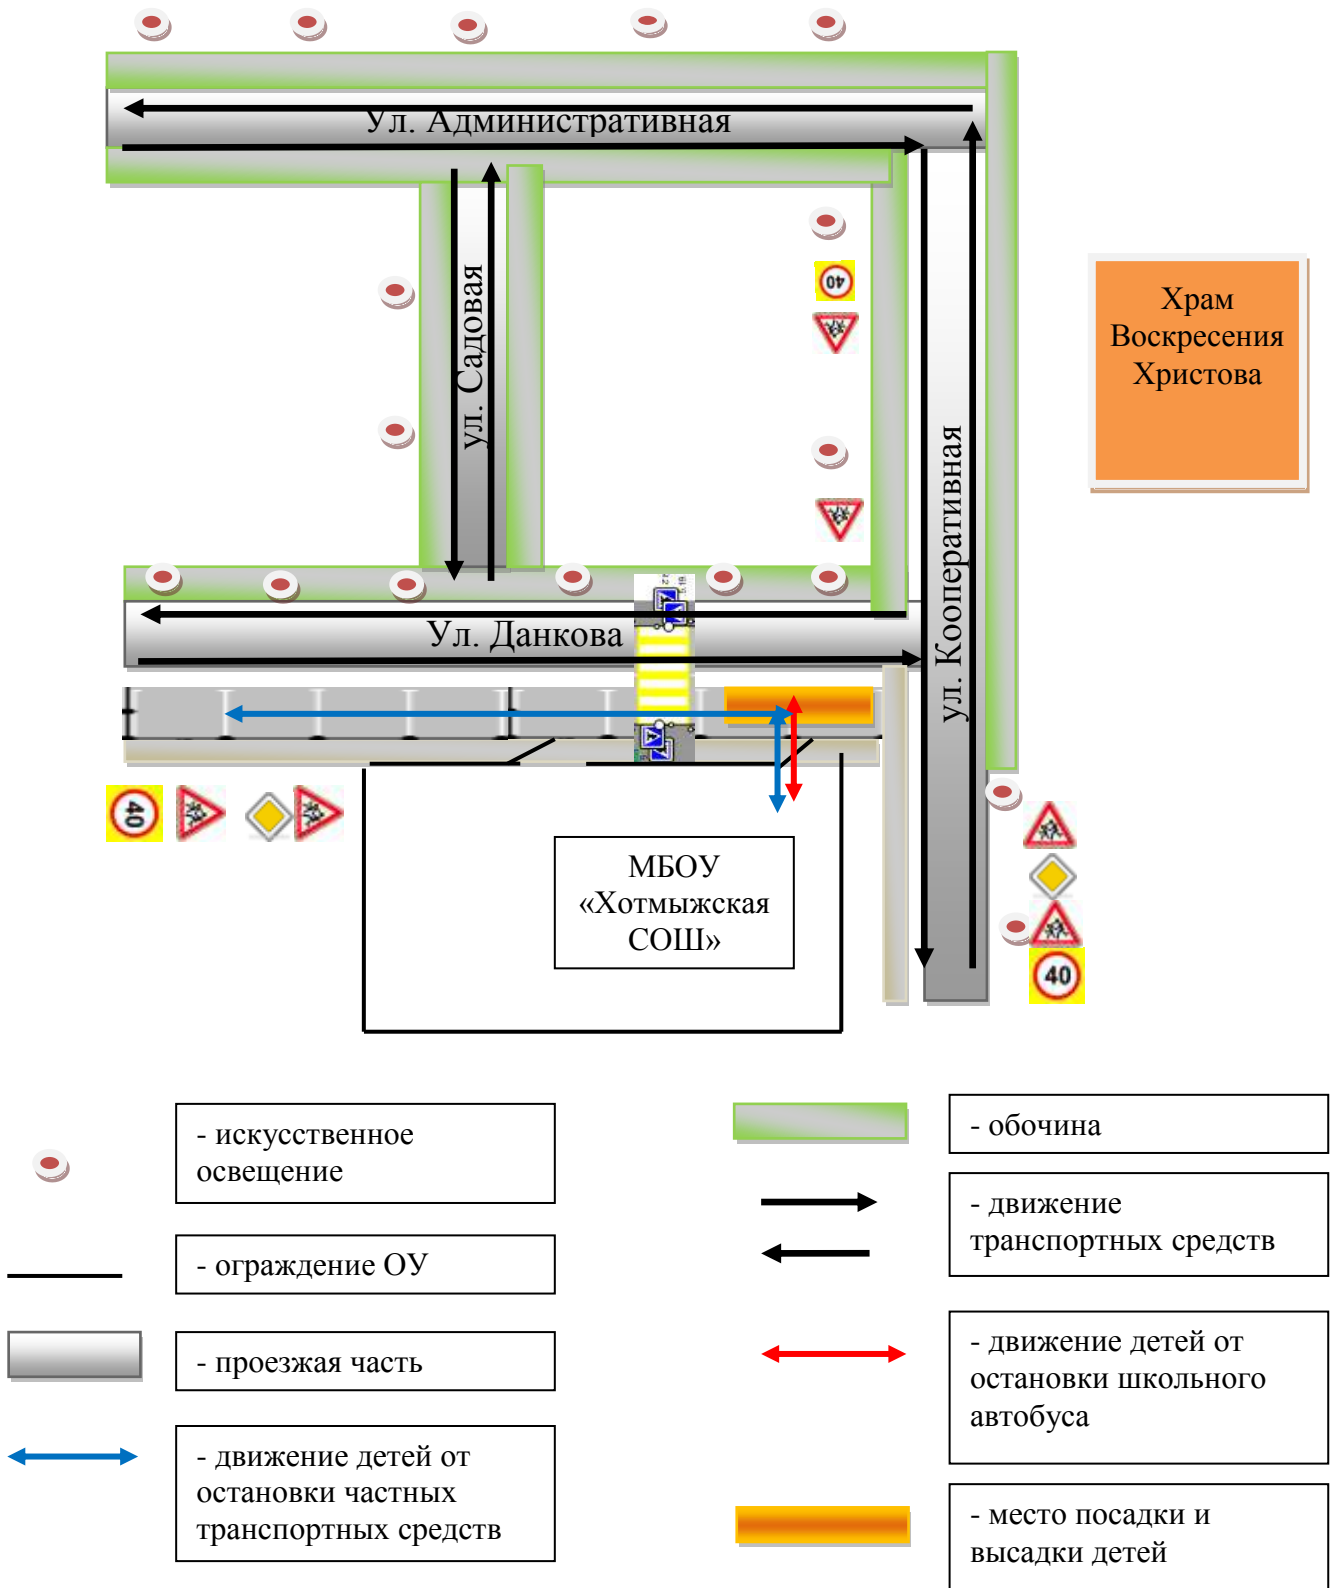 Ул. Административная
40
ул. Садовая
Храм
Воскресения
Христова
ул. Кооперативная
Ул. Данкова
40
МБОУ
«Хотмыжская
СОШ»
40
- искусственное
освещение
- обочина
- движение
транспортных средств
- ограждение ОУ
- проезжая часть
- движение детей от
остановки школьного
автобуса
- движение детей от
остановки частных
транспортных средств
- место посадки и
высадки детей